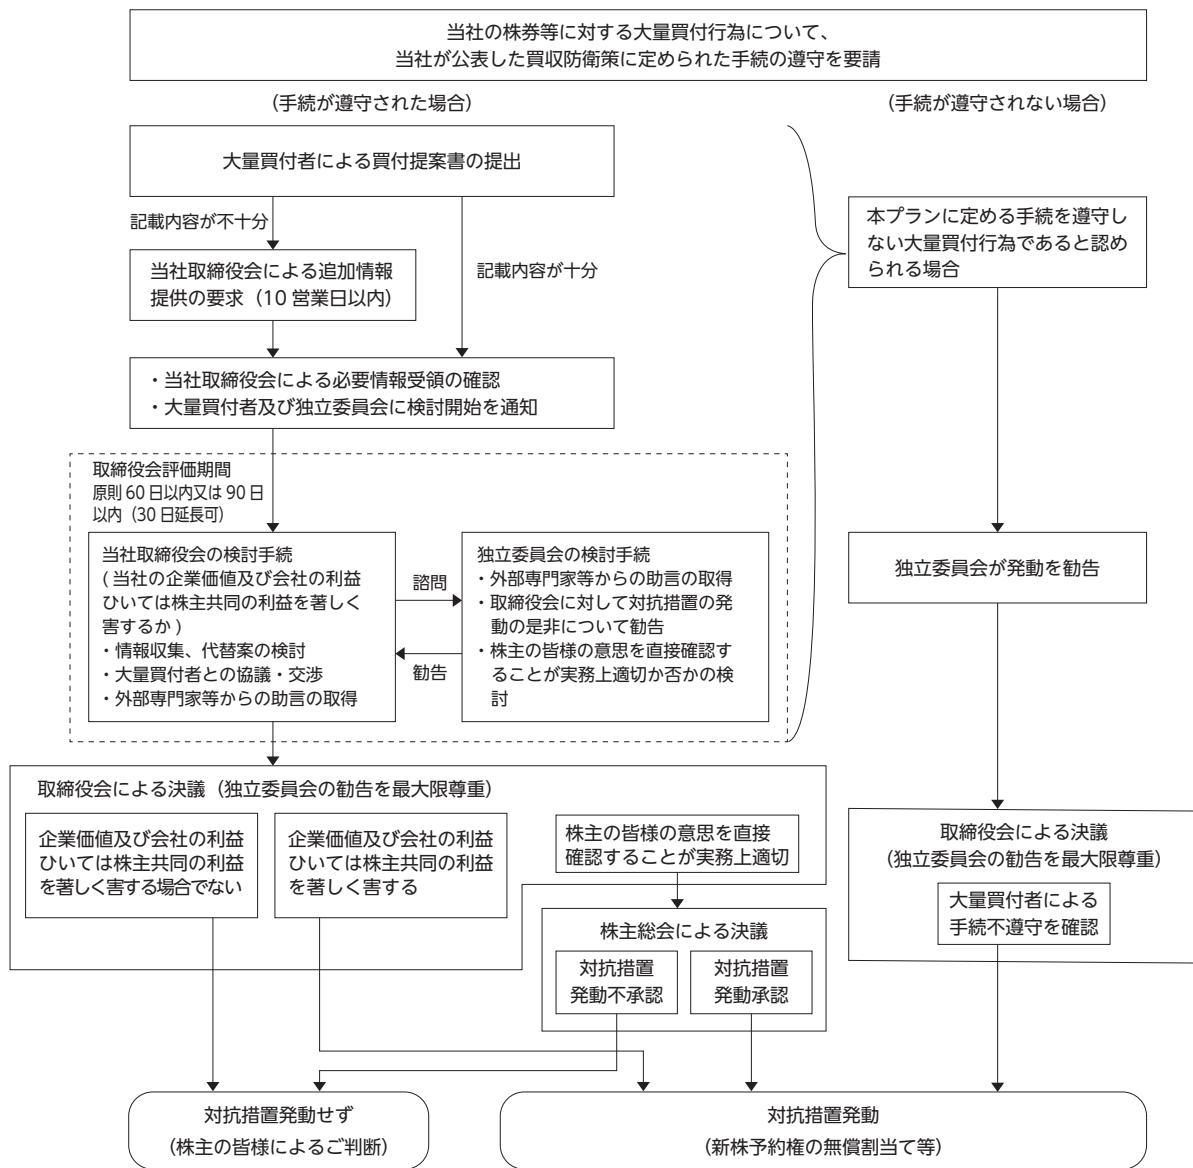 当社の株券等に対する大量買付行為について、
当社が公表した買収防衛策に定められた手続の遵守を要請
(手続が遵守された場合)
(手続が遵守されない場合)
大量買付者による買付提案書の提出
記載内容が不十分
記載内容が十分
当社取締役会による追加情報
提供の要求（10 営業日以内）
・当社取締役会による必要情報受領の確認
・大量買付者及び独立委員会に検討開始を通知
本プランに定める手続を遵守し
ない大量買付行為であると認め
られる場合
取締役会評価期間
原則 60 日以内又は 90 日
以内（30 日延長可）
当社取締役会の検討手続
( 当社の企業価値及び会社の利益
ひいては株主共同の利益を著しく
害するか )
・情報収集、代替案の検討
・大量買付者との協議・交渉
・外部専門家等からの助言の取得
諮問
勧告
独立委員会の検討手続
・外部専門家等からの助言の取得
・取締役会に対して対抗措置の発
動の是非について勧告
・株主の皆様の意思を直接確認す
ることが実務上適切か否かの検
討
独立委員会が発動を勧告
取締役会による決議（独立委員会の勧告を最大限尊重）
企業価値及び会社の利益
ひいては株主共同の利益
を著しく害する場合でない
企業価値及び会社の利益
ひいては株主共同の利益
を著しく害する
株主の皆様の意思を直接
確認することが実務上適切
株主総会による決議
対抗措置
発動不承認
対抗措置
発動承認
取締役会による決議
（独立委員会の勧告を最大限尊重）
大量買付者による
手続不遵守を確認
対抗措置発動せず
（株主の皆様によるご判断）
対抗措置発動
（新株予約権の無償割当て等）